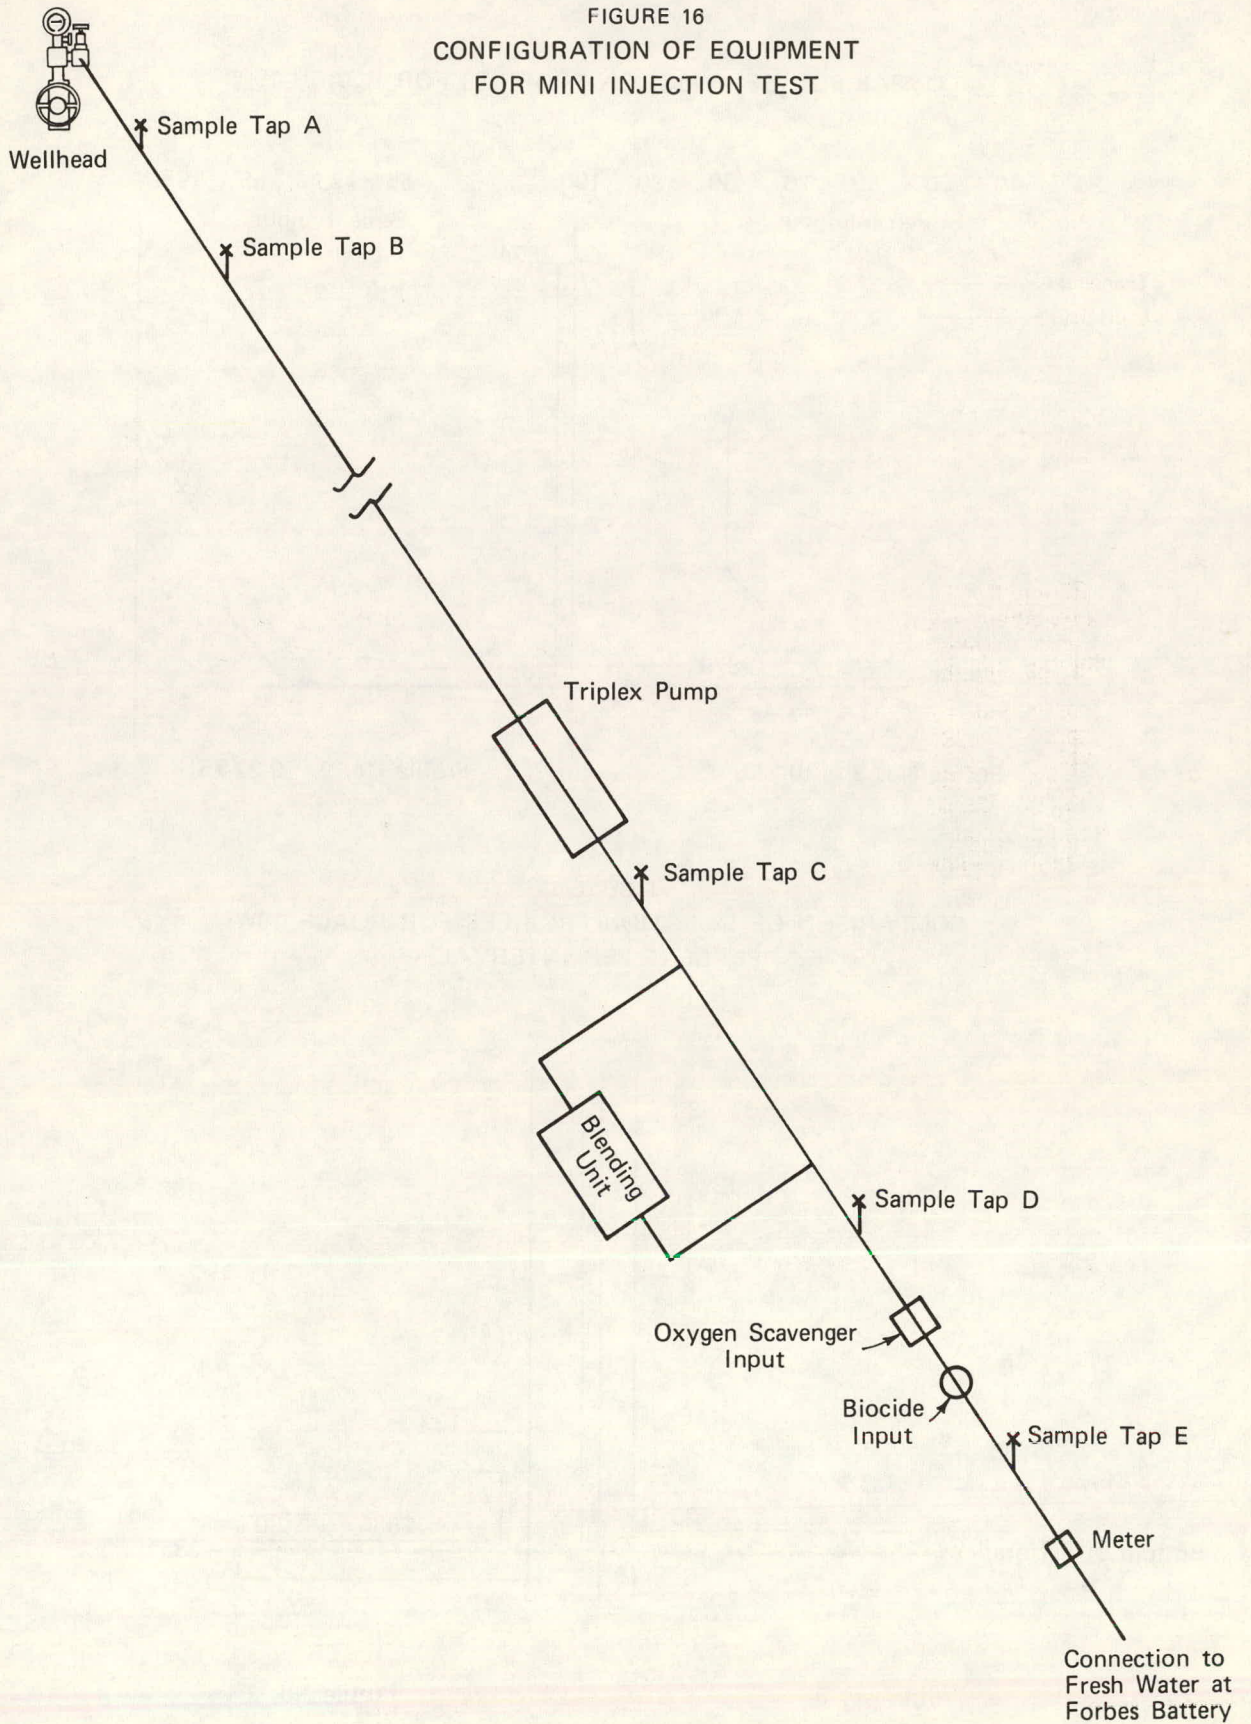 FIGURE 16
CONFIGURATION OF EQUIPMENT
FOR MINI INJECTION TEST
Sample Tap A
Wellhead
Sample Tap B
Triplex Pump
Sample Tap C
Blending
Unit
Sample Tap D
Oxygen Scavenger
Input
Biocide
Input
Sample Tap E
Meter
Connection to
Fresh Water at
Forbes Battery